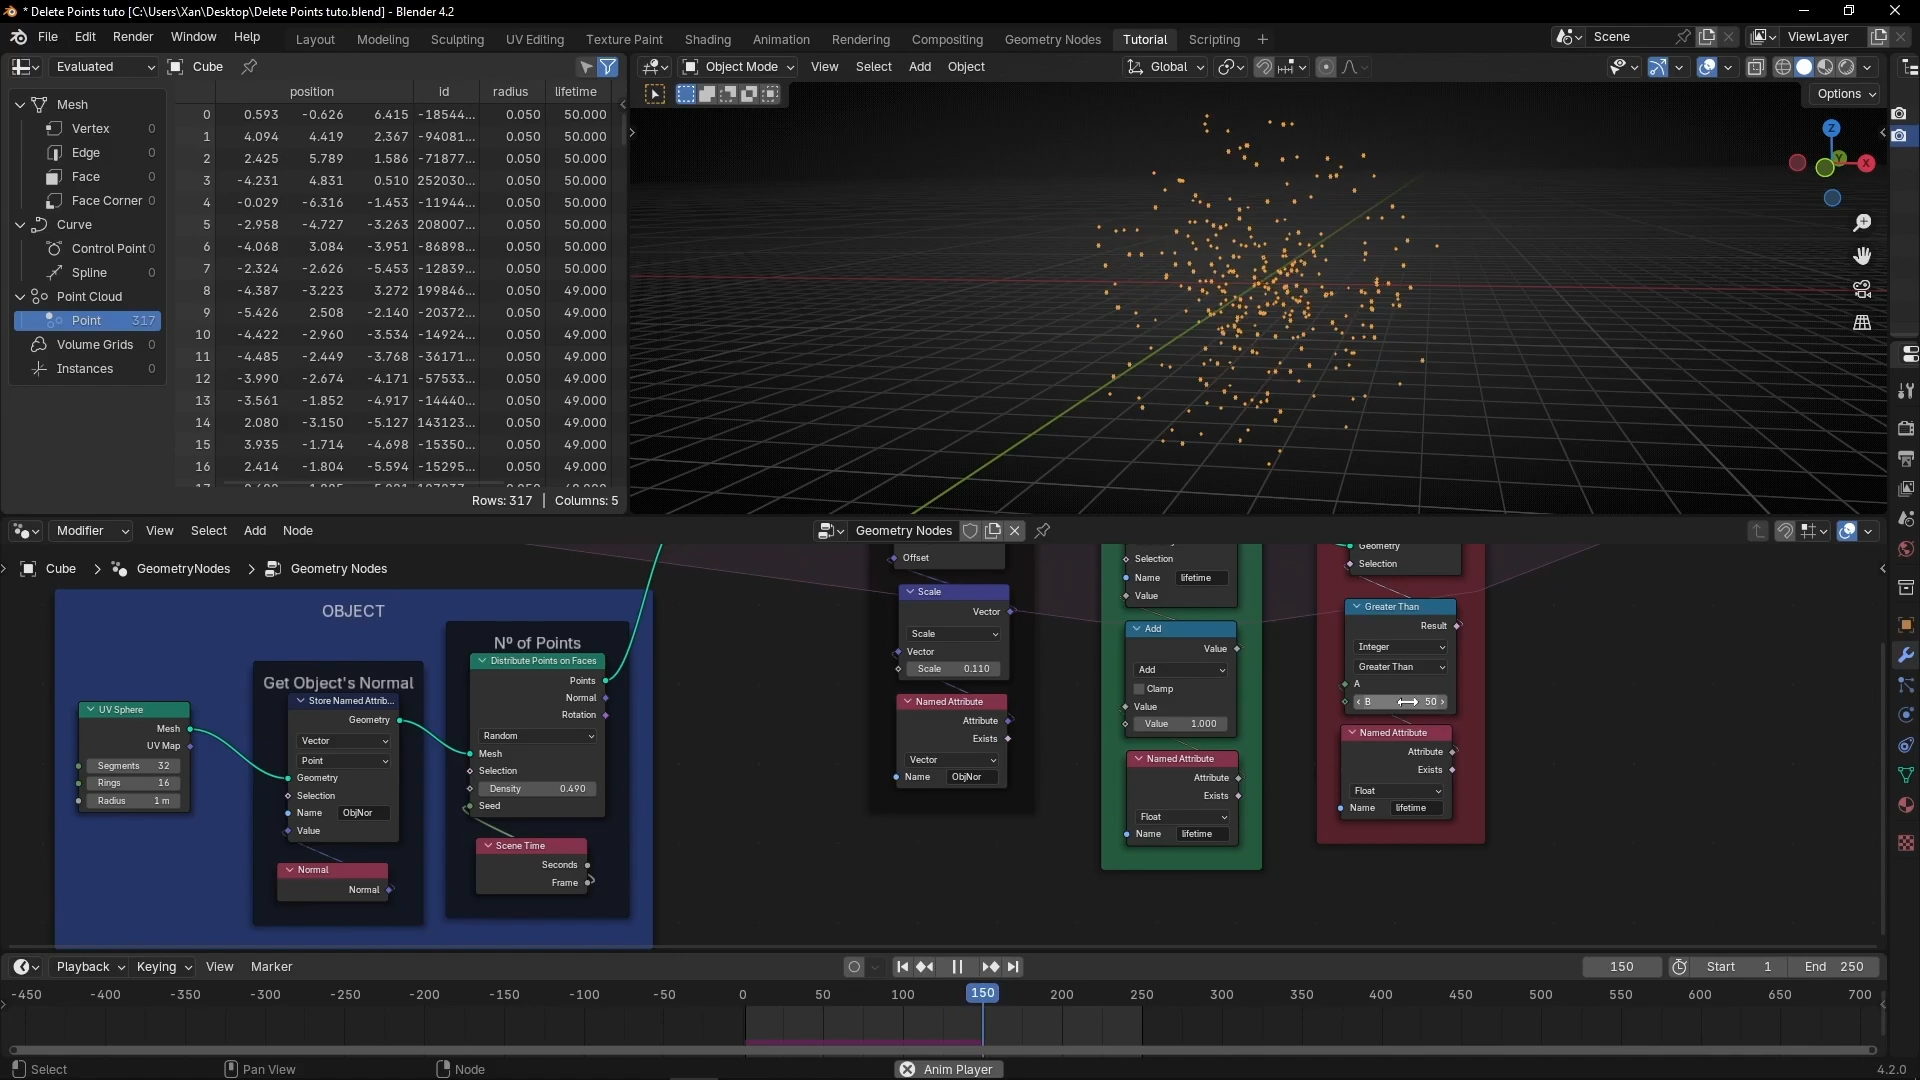 * Delete Points tuto [C:\Users\Xan\Desktop\Delete Points tuto.blend] - Blender 4.2
File Edit Render Window Help Layout Modeling Sculpting UV Editing Texture Paint Shading Animation Rendering Compositing Geometry Nodes Tutorial Scripting + Scene ViewLayer
Evaluated Cube
Object Mode View Select Add Object Global
Options
Mesh
Vertex 0
Edge 0
Face 0
Face Corner 0
Curve
Control Point 0
Spline 0
Point Cloud
Point 317
Volume Grids 0
Instances 0
position id radius lifetime
0 0.593 -0.626 6.415 -18544... 0.050 50.000
1 4.094 4.419 2.367 -94081... 0.050 50.000
2 2.425 5.789 1.586 -71877... 0.050 50.000
3 -4.231 4.831 0.510 252030... 0.050 50.000
4 -0.029 -6.316 -1.453 -11944... 0.050 50.000
5 -2.958 -4.727 -3.263 208007... 0.050 50.000
6 -4.068 3.084 -3.951 -86898... 0.050 50.000
7 -2.324 -2.626 -5.453 -12839... 0.050 50.000
8 -4.387 -3.223 3.272 199846... 0.050 49.000
9 -5.426 2.508 -2.140 -20372... 0.050 49.000
10 -4.422 -2.960 -3.534 -14924... 0.050 49.000
11 -4.485 -2.449 -3.768 -36171... 0.050 49.000
12 -3.990 -2.674 -4.171 -57533... 0.050 49.000
13 -3.561 -1.852 -4.917 -14440... 0.050 49.000
14 2.080 -3.150 -5.127 143123... 0.050 49.000
15 3.935 -1.714 -4.698 -15350... 0.050 49.000
16 2.414 -1.804 -5.594 -15295... 0.050 49.000
Rows: 317 | Columns: 5
Z
Y
X
Modifier View Select Add Node Geometry Nodes
Cube > GeometryNodes > Geometry Nodes
OBJECT
UV Sphere
Mesh
UV Map
Segments 32
Rings 16
Radius 1 m
Get Object's Normal
Store Named Attrib...
Geometry
Vector
Point
Geometry
Selection
Name ObjNor
Value
Normal
Normal
Nº of Points
Distribute Points on Faces
Points
Normal
Rotation
Random
Mesh
Selection
Density 0.490
Seed
Scene Time
Seconds
Frame
Offset
Scale
Vector
Scale
Vector
Scale 0.110
Named Attribute
Attribute
Exists
Vector
Name ObjNor
Selection
Name lifetime
Value
Add
Value
Add
Clamp
Value
Value 1.000
Named Attribute
Attribute
Exists
Float
Name lifetime
Geometry
Selection
Greater Than
Result
Integer
Greater Than
A
B 50
Named Attribute
Attribute
Exists
Float
Name lifetime
Playback Keying View Marker 150 Start 1 End 250
-450 -400 -350 -300 -250 -200 -150 -100 -50 0 50 100 150 200 250 300 350 400 450 500 550 600 650 700
Select Pan View Node Anim Player 4.2.0